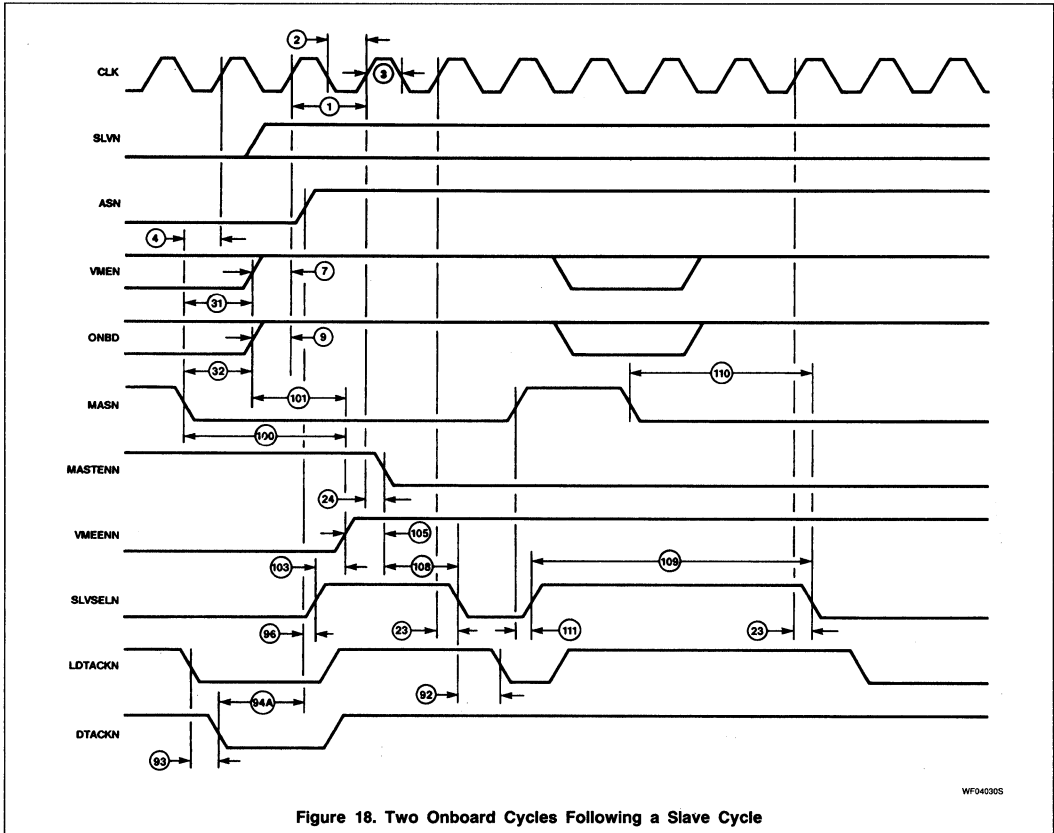 2
CLK
3
1
SLVN
ASN
4
VMEN
7
31
ONBD
9
32
110
101
MASN
100
MASTENN
24
VMEENN
105
103
108
109
SLVSELN
96
23
111
23
LDTACKN
94A
92
DTACKN
93
WF04030S
Figure 18. Two Onboard Cycles Following a Slave Cycle